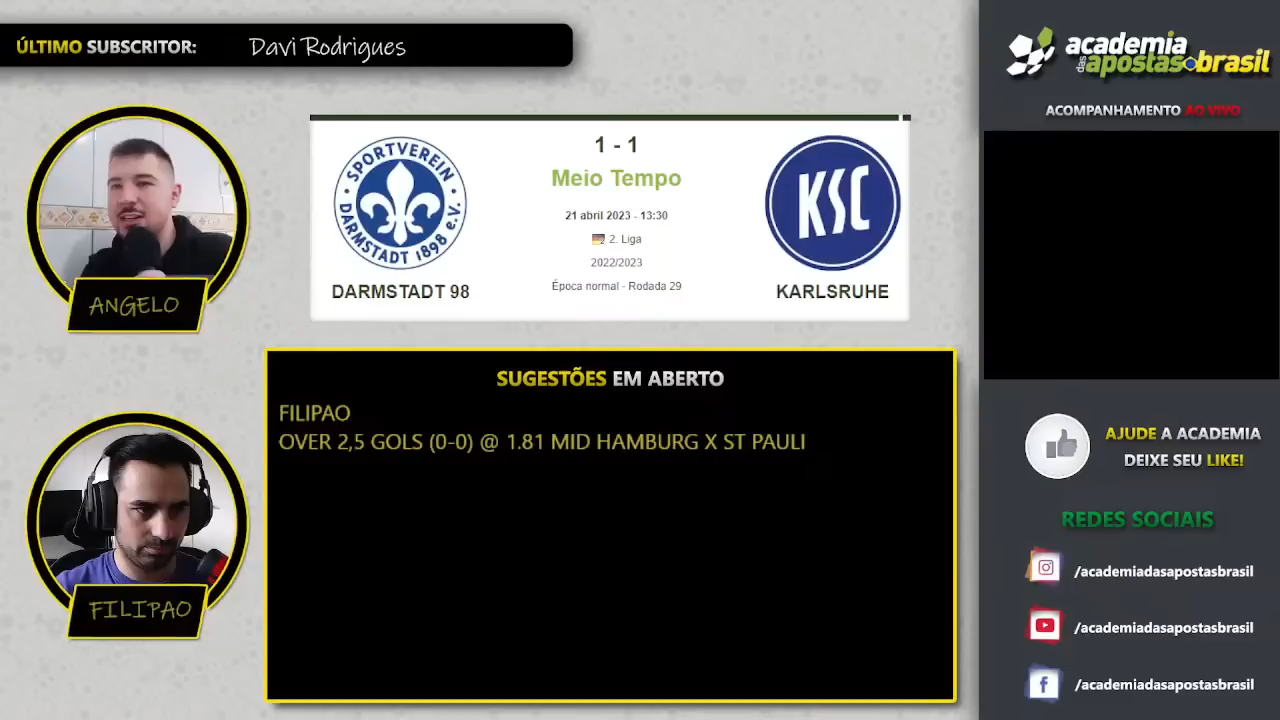 ÚLTIMO SUBSCRITOR: Davi Rodrigues
academia
das apostas brasil
ACOMPANHAMENTO AO VIVO
SPORTVEREIN
DARMSTADT 1898 e.V.
1 - 1
Meio Tempo
21 abril 2023 - 13:30
2. Liga
2022/2023
Época normal - Rodada 29
DARMSTADT 98
KSC
KARLSRUHE
ANGELO
SUGESTÕES EM ABERTO
FILIPAO
OVER 2,5 GOLS (0-0) @ 1.81 MID HAMBURG X ST PAULI
FILIPAO
AJUDE A ACADEMIA
DEIXE SEU LIKE!
REDES SOCIAIS
/academiadasapostasbrasil
/academiadasapostasbrasil
/academiadasapostasbrasil